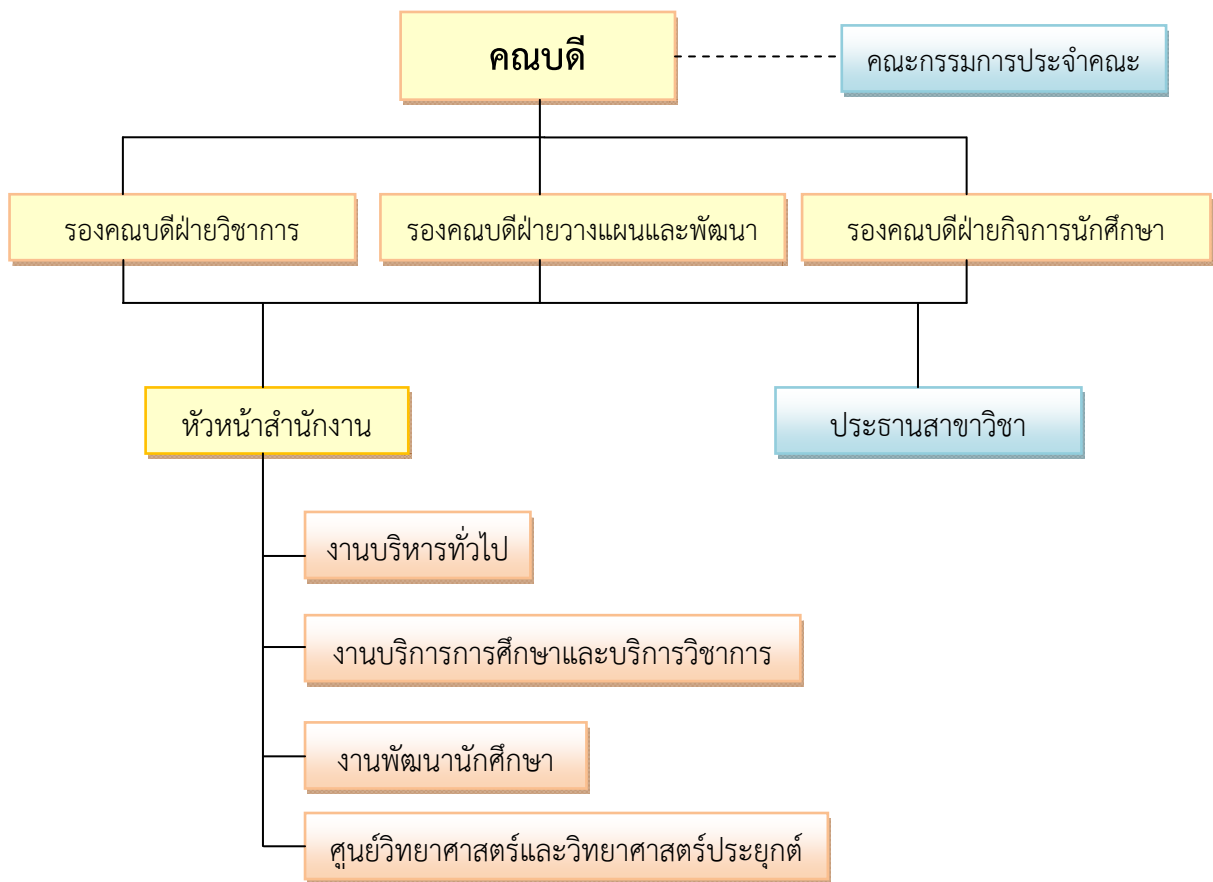 คณบดี
คณะกรรมการประจำคณะ
รองคณบดีฝ่ายวิชาการ
รองคณบดีฝ่ายวางแผนและพัฒนา
รองคณบดีฝ่ายกิจการนักศึกษา
หัวหน้าสำนักงาน
ประธานสาขาวิชา
งานบริหารทั่วไป
งานบริการการศึกษาและบริการวิชาการ
งานพัฒนานักศึกษา
ศูนย์วิทยาศาสตร์และวิทยาศาสตร์ประยุกต์